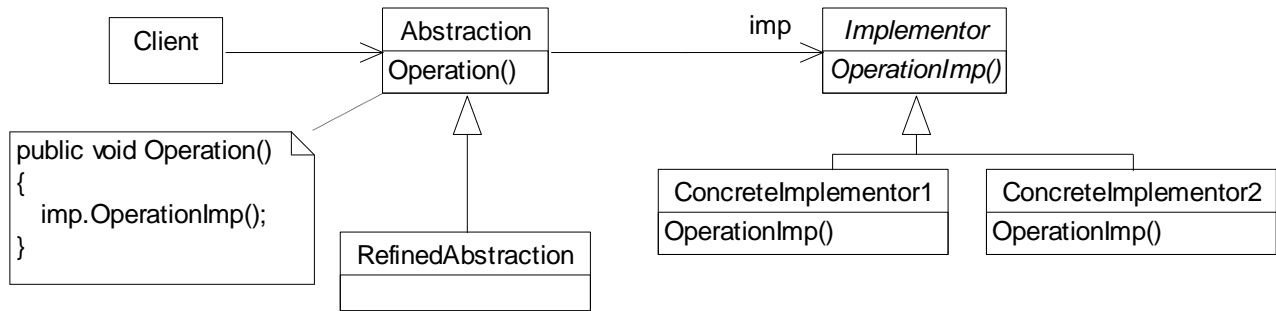 Client
Abstraction
Operation()
imp
Implementor
OperationImp()
public void Operation()
{
imp.OperationImp();
}
RefinedAbstraction
ConcreteImplementor1
OperationImp()
ConcreteImplementor2
OperationImp()